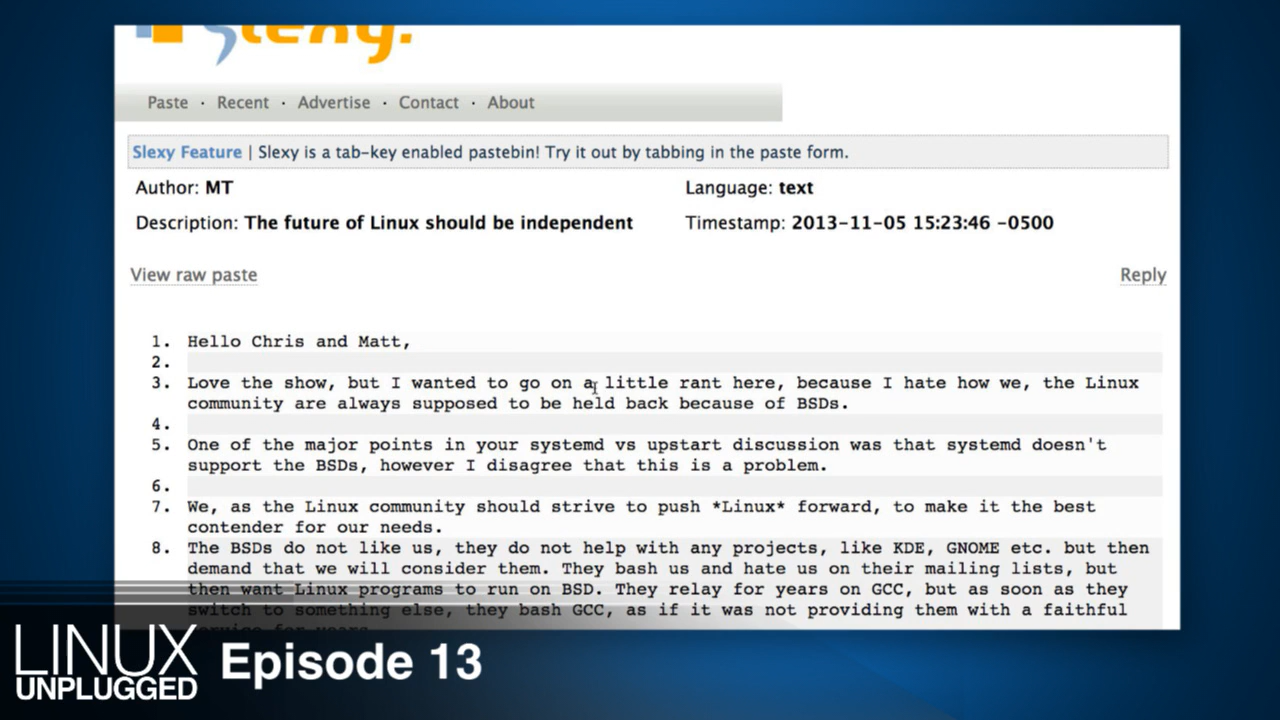 slexy.
Paste · Recent · Advertise · Contact · About
Slexy Feature | Slexy is a tab-key enabled pastebin! Try it out by tabbing in the paste form.
Author: MT Language: text
Description: The future of Linux should be independent Timestamp: 2013-11-05 15:23:46 -0500
View raw paste Reply
1. Hello Chris and Matt,
2.
3. Love the show, but I wanted to go on a little rant here, because I hate how we, the Linux
community are always supposed to be held back because of BSDs.
4.
5. One of the major points in your systemd vs upstart discussion was that systemd doesn't
support the BSDs, however I disagree that this is a problem.
6.
7. We, as the Linux community should strive to push *Linux* forward, to make it the best
contender for our needs.
8. The BSDs do not like us, they do not help with any projects, like KDE, GNOME etc. but then
demand that we will consider them. They bash us and hate us on their mailing lists, but
then want Linux programs to run on BSD. They relay for years on GCC, but as soon as they
switch to something else, they bash GCC, as if it was not providing them with a faithful
service for years
LINUX
UNPLUGGED
Episode 13